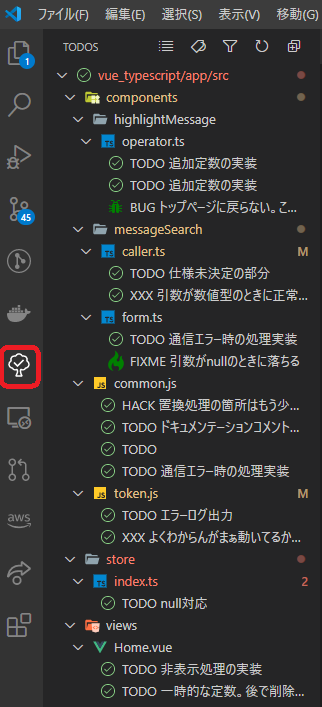 ファイル(F) 編集(E) 選択(S) 表示(V) 移動(G)
1
TODOS
vue_typescript/app/src
components
highlightMessage
operator.ts
TODO 追加定数の実装
TODO 追加定数の実装
BUG トップページに戻らない。こ...
45
messageSearch
caller.ts M
TODO 仕様未決定の部分
XXX 引数が数値型のときに正常...
form.ts
TODO 通信エラー時の処理実装
FIXME 引数がnullのときに落ちる
common.js
HACK 置換処理の箇所はもう少...
TODO ドキュメンテーションコメント...
TODO
TODO 通信エラー時の処理実装
token.js M
TODO エラーログ出力
XXX よくわからんがまぁ動いてるか...
aws
store
index.ts 2
TODO null対応
views
Home.vue
TODO 非表示処理の実装
TODO 一時的な定数。後で削除...